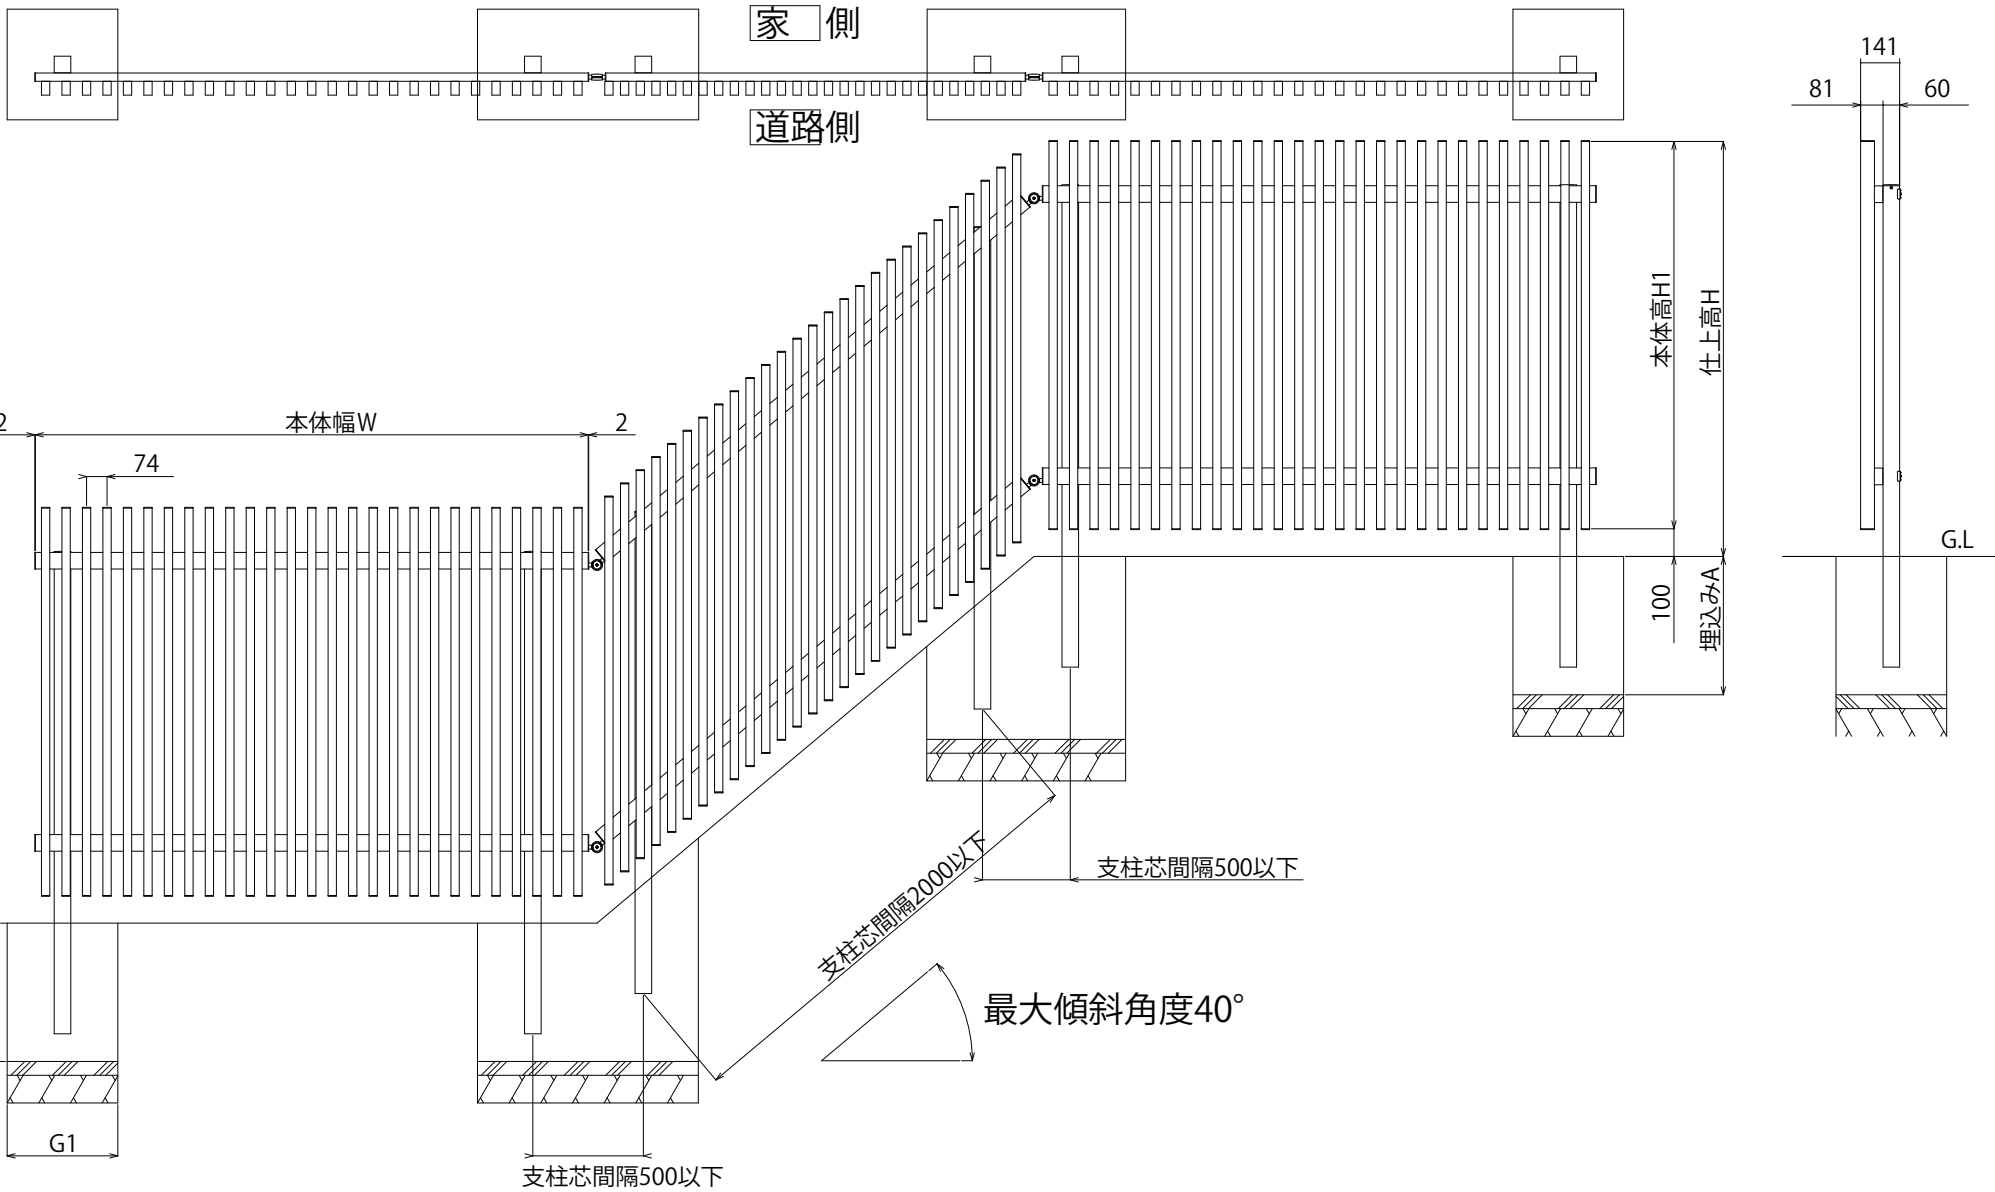 家 側
道路側
141
81
60
本体高H1
仕上高H
2
本体幅W
2
74
G.L
100
埋込みA
支柱芯間隔2000以下
支柱芯間隔500以下
最大傾斜角度40°
G1
支柱芯間隔500以下